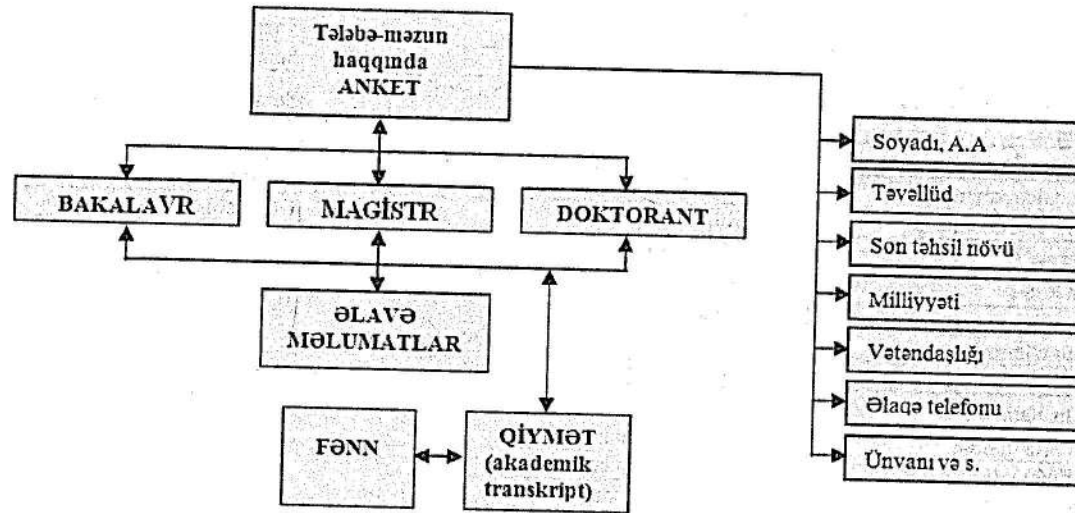 Tələbə-məzun
haqqında
ANKET
BAKALAVR
MAGİSTR
DOKTORANT
ƏLAVƏ
MƏLUMATLAR
FƏNN
QİYMƏT
(akademik
transkript)
Soyadı, A.A
Təvəllüd
Son təhsil növü
Milliyyəti
Vətəndaşlığı
Əlaqə telefonu
Ünvanı və s.